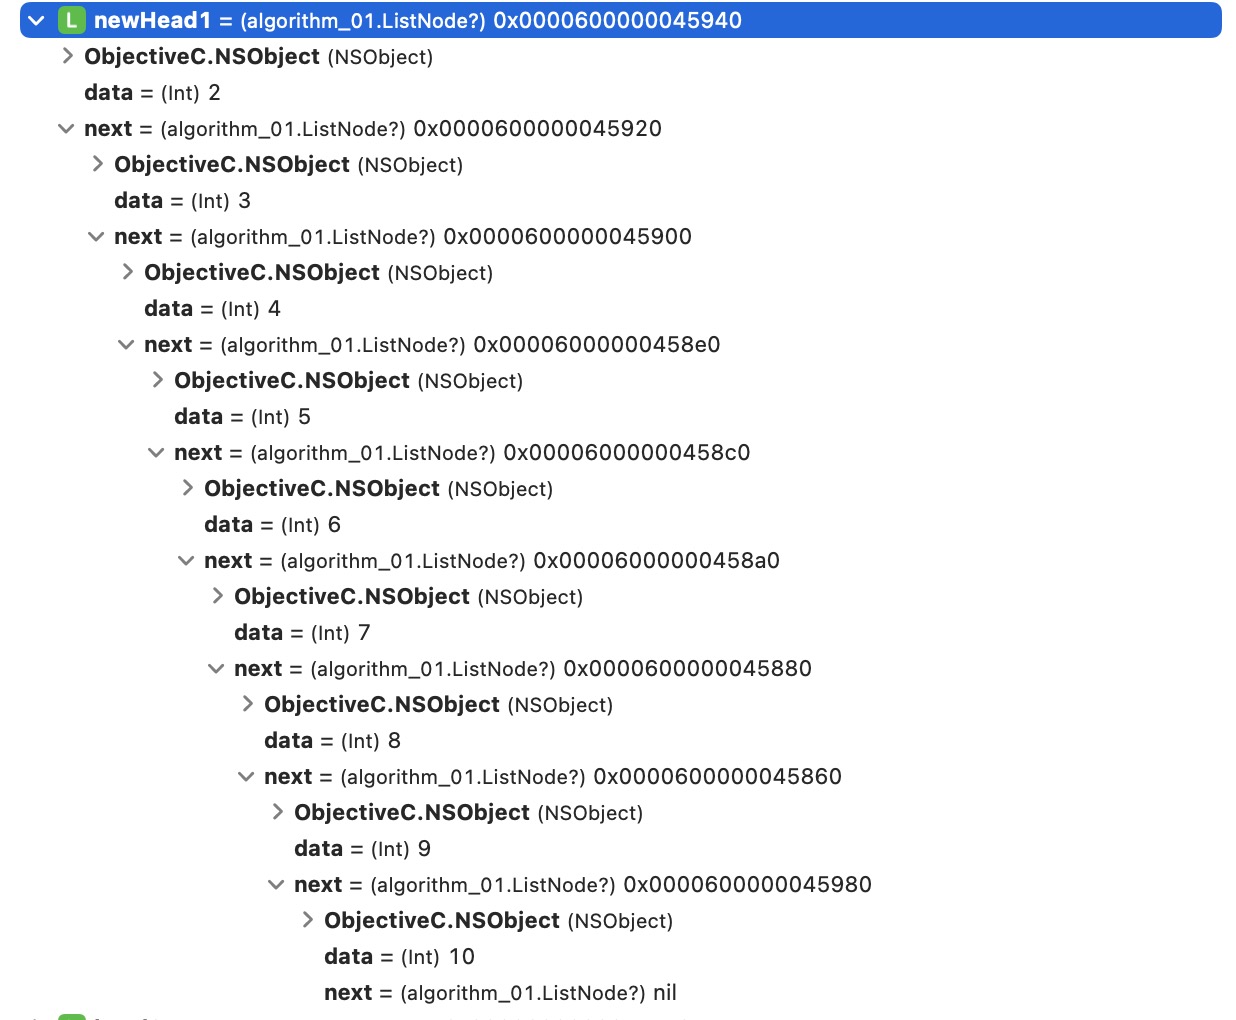 L newHead1 = (algorithm_01.ListNode?) 0x0000600000045940
ObjectiveC.NSObject (NSObject)
data = (Int) 2
next = (algorithm_01.ListNode?) 0x0000600000045920
ObjectiveC.NSObject (NSObject)
data = (Int) 3
next = (algorithm_01.ListNode?) 0x0000600000045900
ObjectiveC.NSObject (NSObject)
data = (Int) 4
next = (algorithm_01.ListNode?) 0x00006000000458e0
ObjectiveC.NSObject (NSObject)
data = (Int) 5
next = (algorithm_01.ListNode?) 0x00006000000458c0
ObjectiveC.NSObject (NSObject)
data = (Int) 6
next = (algorithm_01.ListNode?) 0x00006000000458a0
ObjectiveC.NSObject (NSObject)
data = (Int) 7
next = (algorithm_01.ListNode?) 0x0000600000045880
ObjectiveC.NSObject (NSObject)
data = (Int) 8
next = (algorithm_01.ListNode?) 0x0000600000045860
ObjectiveC.NSObject (NSObject)
data = (Int) 9
next = (algorithm_01.ListNode?) 0x0000600000045980
ObjectiveC.NSObject (NSObject)
data = (Int) 10
next = (algorithm_01.ListNode?) nil